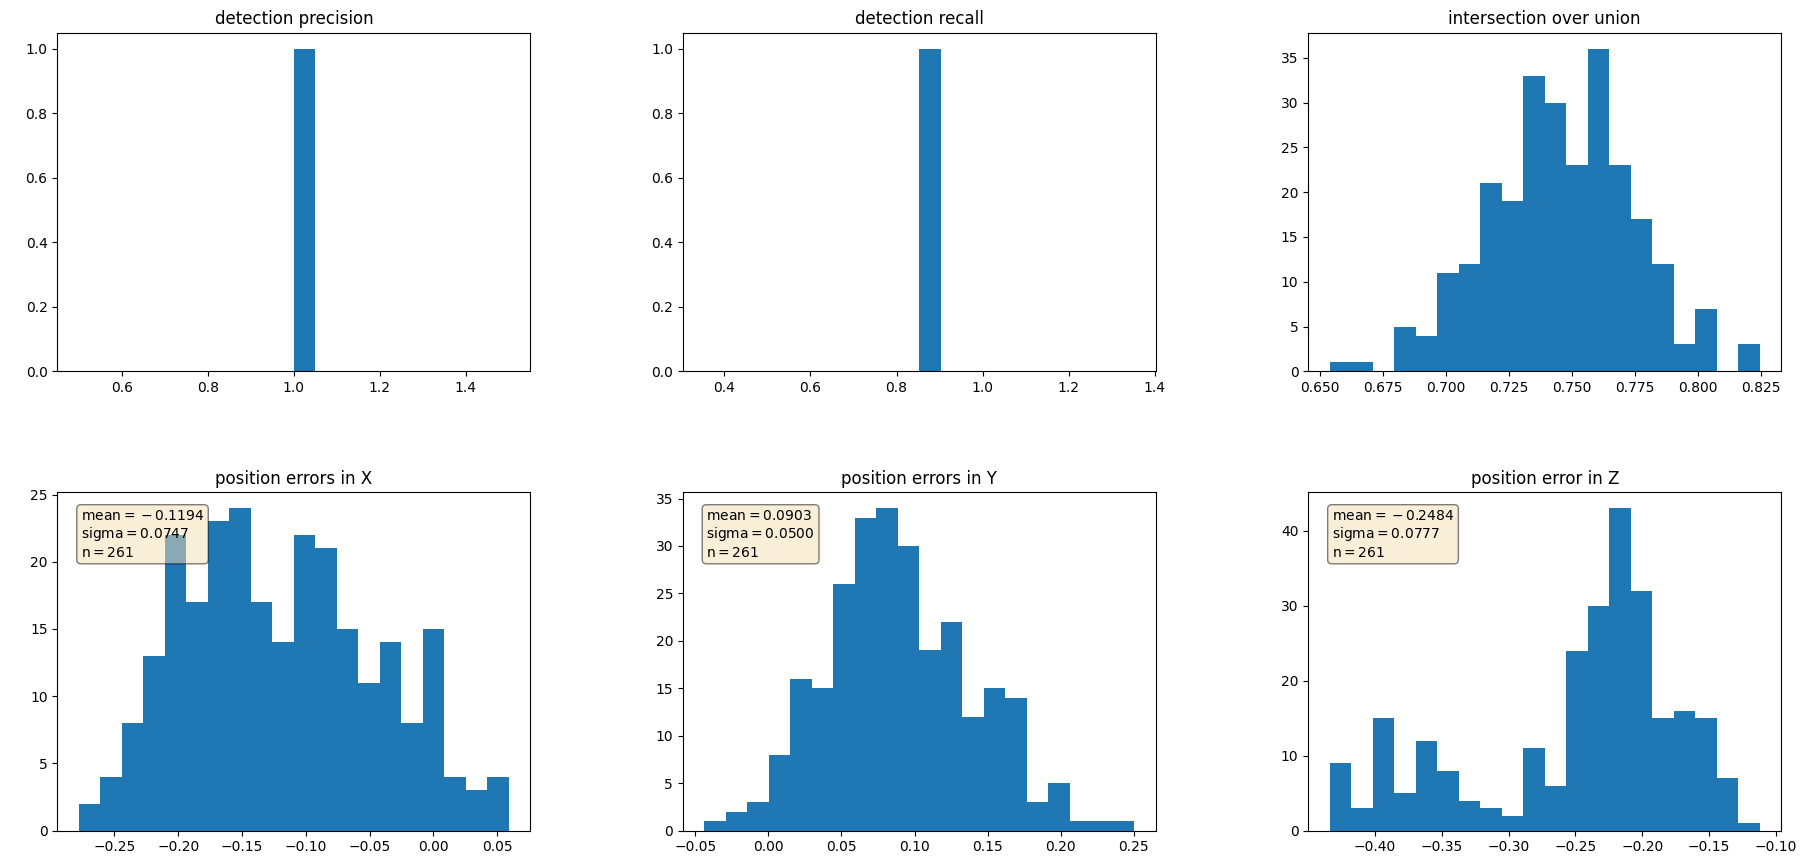 detection precision
1.0
0.8
0.6
0.4
0.2
0.0
0.6 0.8 1.0 1.2 1.4
detection recall
1.0
0.8
0.6
0.4
0.2
0.0
0.4 0.6 0.8 1.0 1.2 1.4
intersection over union
35
30
25
20
15
10
5
0
0.650 0.675 0.700 0.725 0.750 0.775 0.800 0.825
position errors in X
25
20
15
10
5
0
mean = −0.1194
sigma = 0.0747
n = 261
−0.25 −0.20 −0.15 −0.10 −0.05 0.00 0.05
position errors in Y
35
30
25
20
15
10
5
0
mean = 0.0903
sigma = 0.0500
n = 261
−0.05 0.00 0.05 0.10 0.15 0.20 0.25
position error in Z
40
30
20
10
0
mean = −0.2484
sigma = 0.0777
n = 261
−0.40 −0.35 −0.30 −0.25 −0.20 −0.15 −0.10